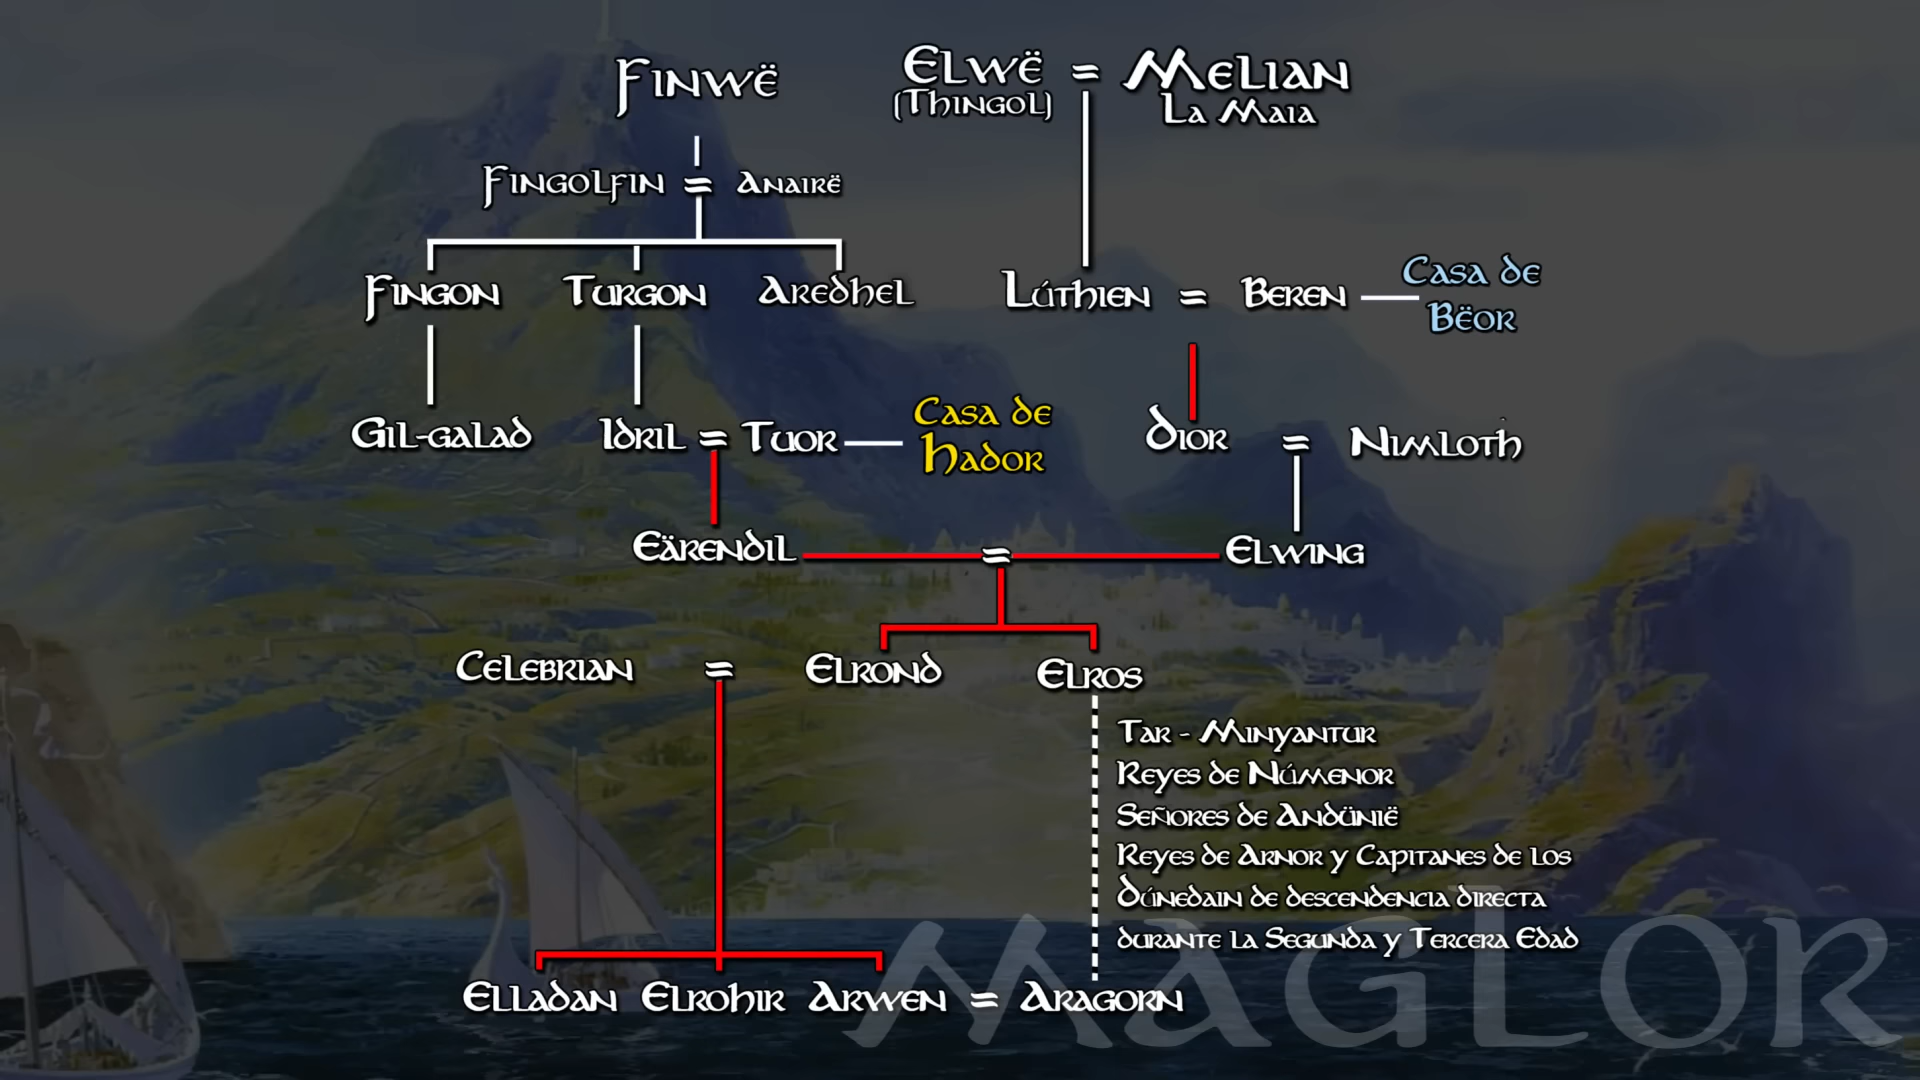 Finwë
Elwë = Melian
(Thingol) La Maia
Fingolfin = Anairë
Fingon Turgon Aredhel
Lúthien = Beren
Casa de
Bëor
Gil-galad Idril = Tuor
Casa de
Hador
Dior = Nimloth
Eärendil = Elwing
Celebrian = Elrond Elros
Tar - Minyantur
Reyes de Númenor
Señores de Andünië
Reyes de Arnor y Capitanes de los
Dúnedain de descendencia directa
durante la Segunda y Tercera Edad
Elladan Elrohir Arwen = Aragorn
Maglor